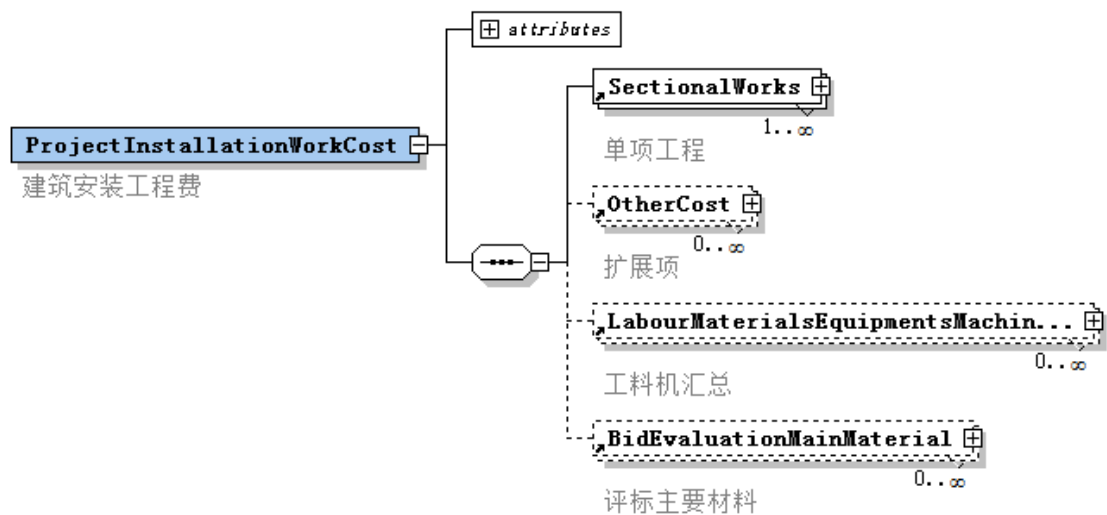 attributes
SectionalWorks
1..∞
单项工程
ProjectInstallationWorkCost
建筑安装工程费
OtherCost
0..∞
扩展项
LabourMaterialsEquipmentsMachin...
0..∞
工料机汇总
BidEvaluationMainMaterial
0..∞
评标主要材料